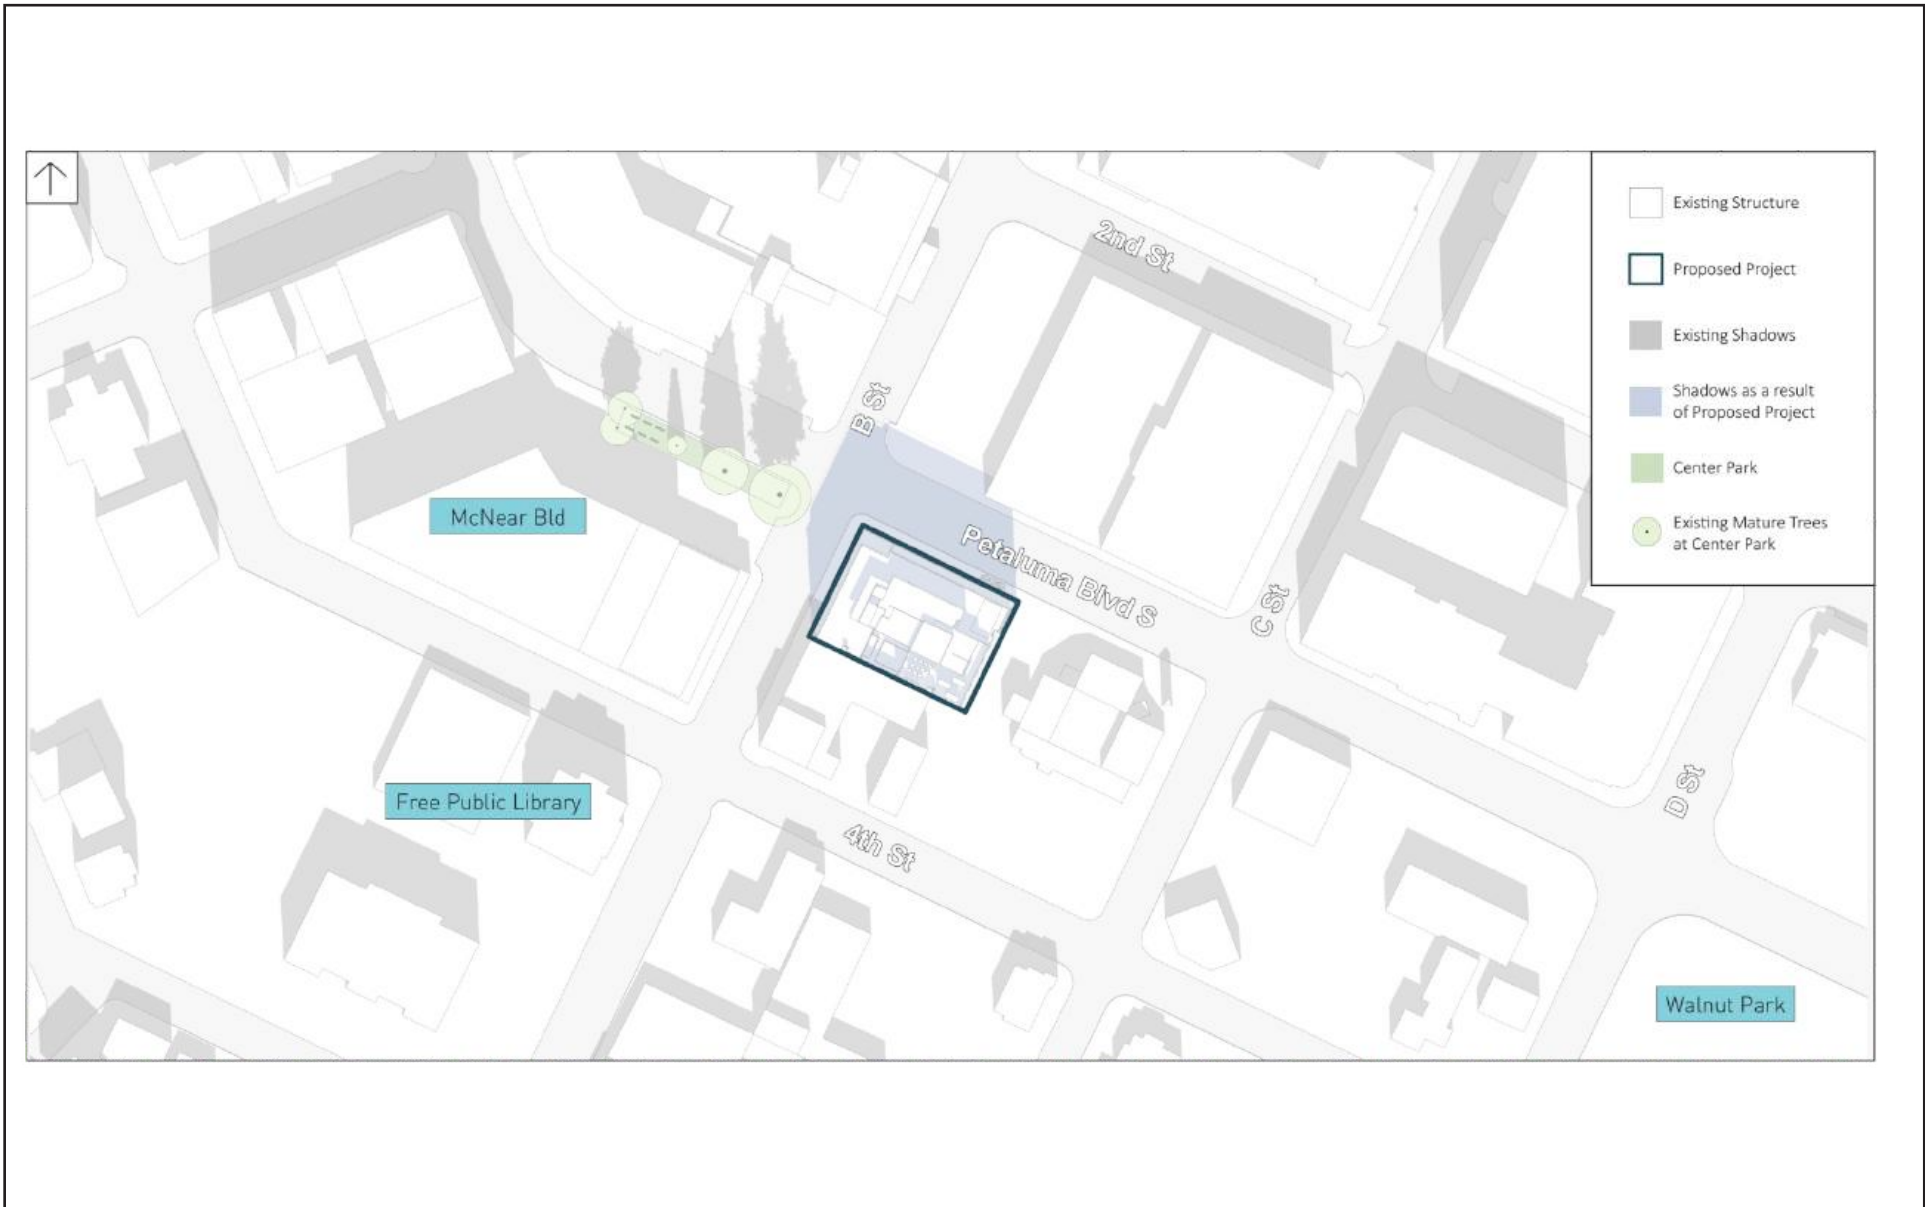 2nd St
B St
Petaluma Blvd S
C St
D St
4th St
McNear Bld
Free Public Library
Walnut Park
Existing Structure
Proposed Project
Existing Shadows
Shadows as a result
of Proposed Project
Center Park
Existing Mature Trees
at Center Park